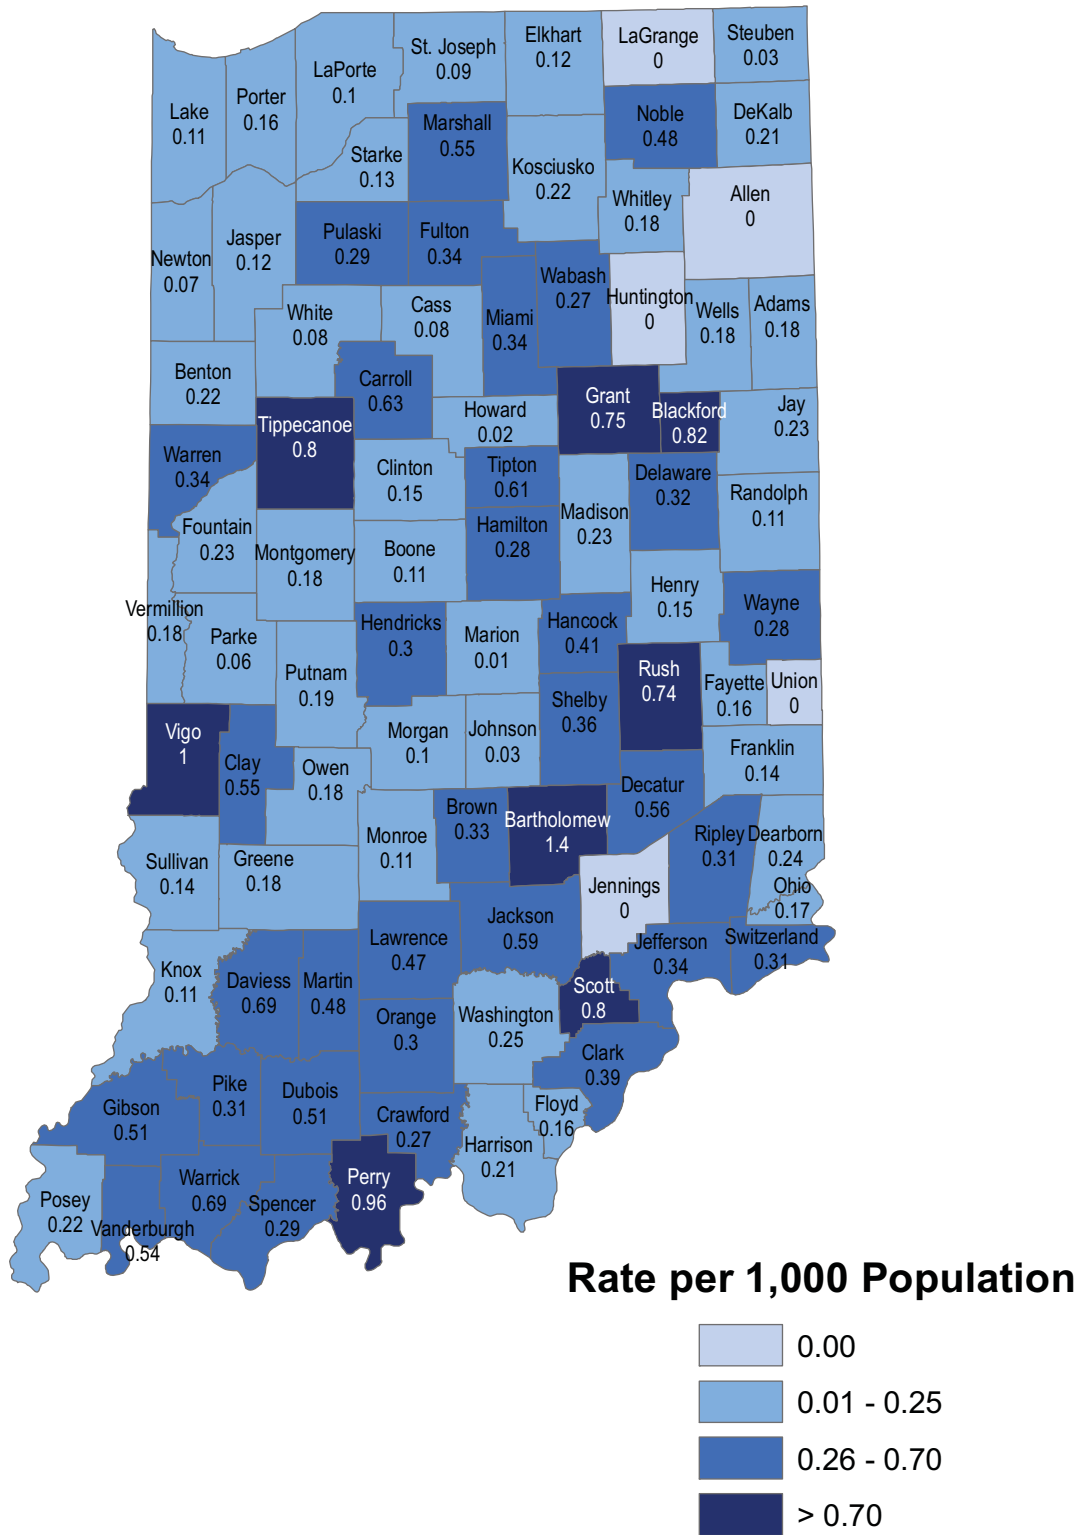 LaGrange
0
Steuben
0.03
Elkhart
0.12
St. Joseph
0.09
LaPorte
0.1
Porter
0.16
Lake
0.11
Marshall
0.55
Noble
0.48
DeKalb
0.21
Starke
0.13
Kosciusko
0.22
Whitley
0.18
Allen
0
Newton
0.07
Jasper
0.12
Pulaski
0.29
Fulton
0.34
Wabash
0.27
Huntington
0
Wells
0.18
Adams
0.18
White
0.08
Cass
0.08
Miami
0.34
Benton
0.22
Carroll
0.63
Grant
0.75
Blackford
0.82
Jay
0.23
Tippecanoe
0.8
Howard
0.02
Warren
0.34
Clinton
0.15
Tipton
0.61
Delaware
0.32
Randolph
0.11
Fountain
0.23
Montgomery
0.18
Boone
0.11
Hamilton
0.28
Madison
0.23
Henry
0.15
Wayne
0.28
Vermillion
0.18
Parke
0.06
Putnam
0.19
Hendricks
0.3
Marion
0.01
Hancock
0.41
Rush
0.74
Fayette
0.16
Union
0
Vigo
1
Clay
0.55
Owen
0.18
Morgan
0.1
Johnson
0.03
Shelby
0.36
Franklin
0.14
Decatur
0.56
Sullivan
0.14
Greene
0.18
Monroe
0.11
Brown
0.33
Bartholomew
1.4
Ripley
0.31
Dearborn
0.24
Ohio
0.17
Jennings
0
Jackson
0.59
Lawrence
0.47
Jefferson
0.34
Switzerland
0.31
Knox
0.11
Daviess
0.69
Martin
0.48
Orange
0.3
Washington
0.25
Scott
0.8
Clark
0.39
Gibson
0.51
Pike
0.31
Dubois
0.51
Crawford
0.27
Harrison
0.21
Floyd
0.16
Posey
0.22
Vanderburgh
0.54
Warrick
0.69
Spencer
0.29
Perry
0.96
Rate per 1,000 Population
0.00
0.01 - 0.25
0.26 - 0.70
> 0.70